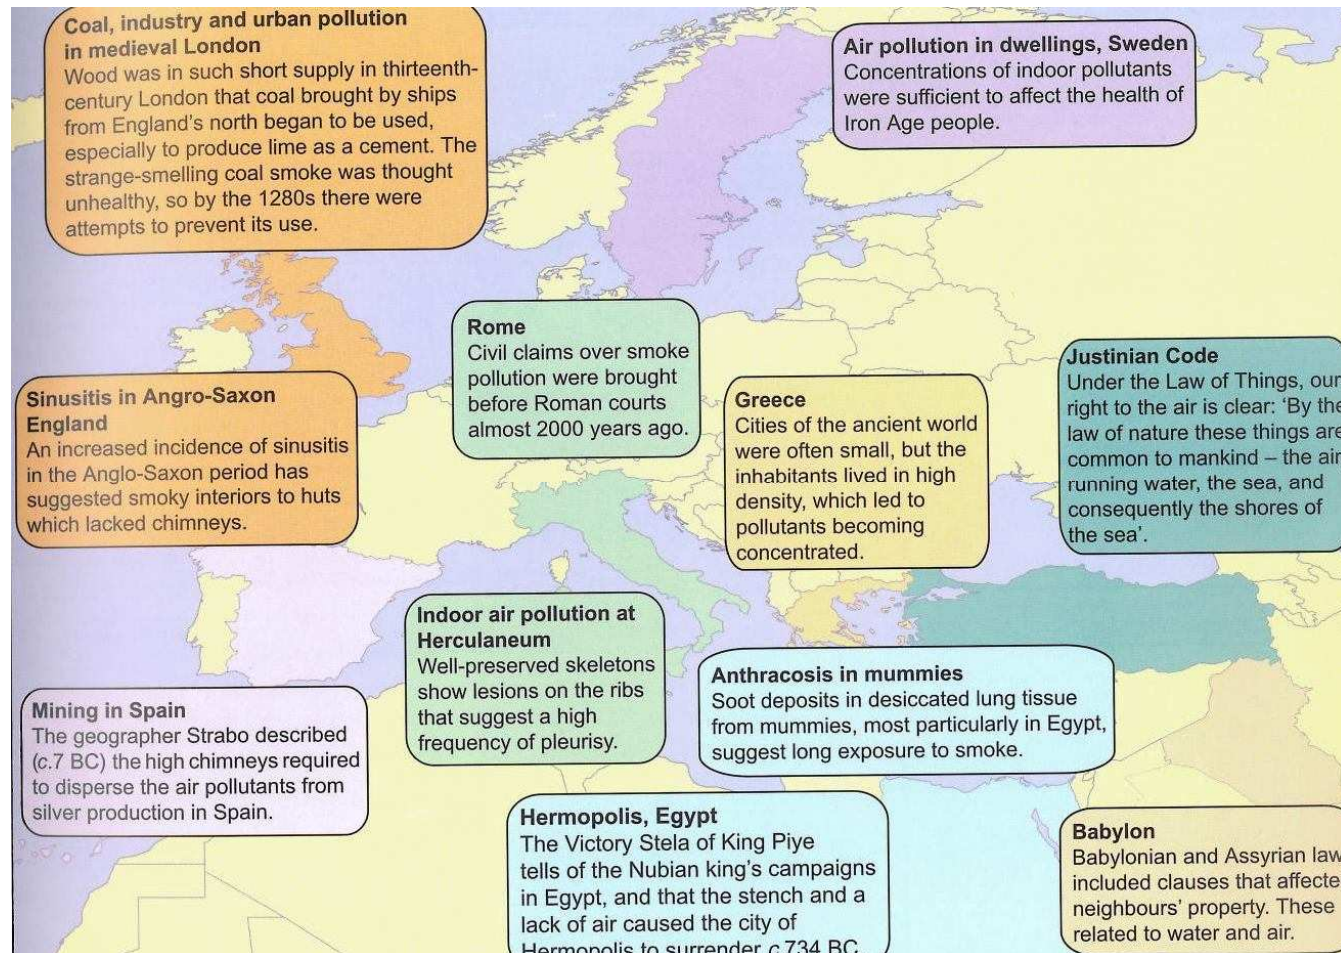 Coal, industry and urban pollution
in medieval London
Wood was in such short supply in thirteenth-
century London that coal brought by ships
from England's north began to be used,
especially to produce lime as a cement. The
strange-smelling coal smoke was thought
unhealthy, so by the 1280s there were
attempts to prevent its use.
Air pollution in dwellings, Sweden
Concentrations of indoor pollutants
were sufficient to affect the health of
Iron Age people.
Rome
Civil claims over smoke
pollution were brought
before Roman courts
almost 2000 years ago.
Justinian Code
Under the Law of Things, our
right to the air is clear: 'By the
law of nature these things are
common to mankind – the air
running water, the sea, and
consequently the shores of
the sea'.
Sinusitis in Angro-Saxon
England
An increased incidence of sinusitis
in the Anglo-Saxon period has
suggested smoky interiors to huts
which lacked chimneys.
Greece
Cities of the ancient world
were often small, but the
inhabitants lived in high
density, which led to
pollutants becoming
concentrated.
Indoor air pollution at
Herculaneum
Well-preserved skeletons
show lesions on the ribs
that suggest a high
frequency of pleurisy.
Anthracosis in mummies
Soot deposits in desiccated lung tissue
from mummies, most particularly in Egypt,
suggest long exposure to smoke.
Mining in Spain
The geographer Strabo described
(c.7 BC) the high chimneys required
to disperse the air pollutants from
silver production in Spain.
Hermopolis, Egypt
The Victory Stela of King Piye
tells of the Nubian king's campaigns
in Egypt, and that the stench and a
lack of air caused the city of
Hermopolis to surrender c.734 BC
Babylon
Babylonian and Assyrian law
included clauses that affecte
neighbours' property. These
related to water and air.